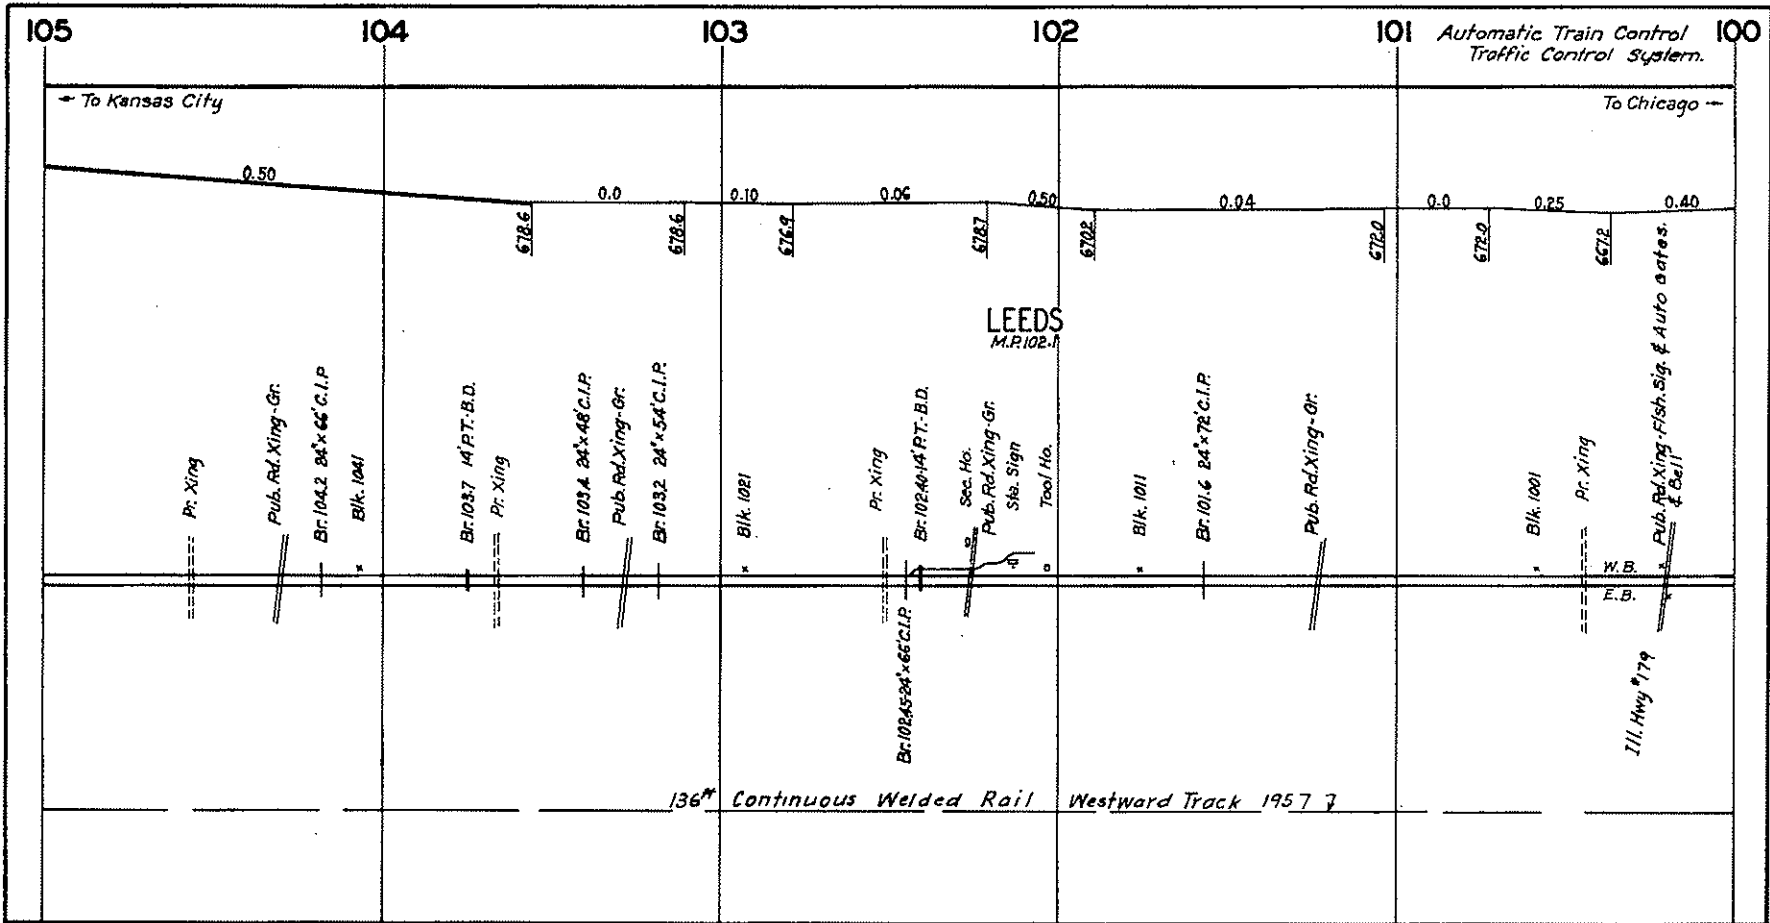 105
104
103
102
101
100
Automatic Train Control
Traffic Control System.
To Kansas City
To Chicago
0.50
0.0
0.10
0.06
0.50
0.04
0.0
0.25
0.40
678.6
678.6
676.9
678.7
670.2
672.0
672.0
667.2
LEEDS
M.P. 102.1
Pr. Xing
Pub. Rd. Xing-Gr.
Br. 104.2 24"x66' C.I.P.
Blk. 1041
Br. 103.7 14' P.T.-B.D.
Pr. Xing
Br. 103.4 24"x48' C.I.P.
Pub. Rd. Xing-Gr.
Br. 103.2 24"x54' C.I.P.
Blk. 1021
Pr. Xing
Br. 102.40-14' P.T.-B.D.
Sec. Ho.
Pub. Rd. Xing-Gr.
Sta. Sign
Tool Ho.
Blk. 1011
Br. 101.6 24"x72' C.I.P.
Pub. Rd. Xing-Gr.
Blk. 1001
Pr. Xing
Pub. Rd. Xing-Flsh. Sig. & Auto Gates.
& Bell
W.B.
E.B.
Br. 102.45-24"x66' C.I.P.
Ill. Hwy #179
136# Continuous Welded Rail Westward Track 1957